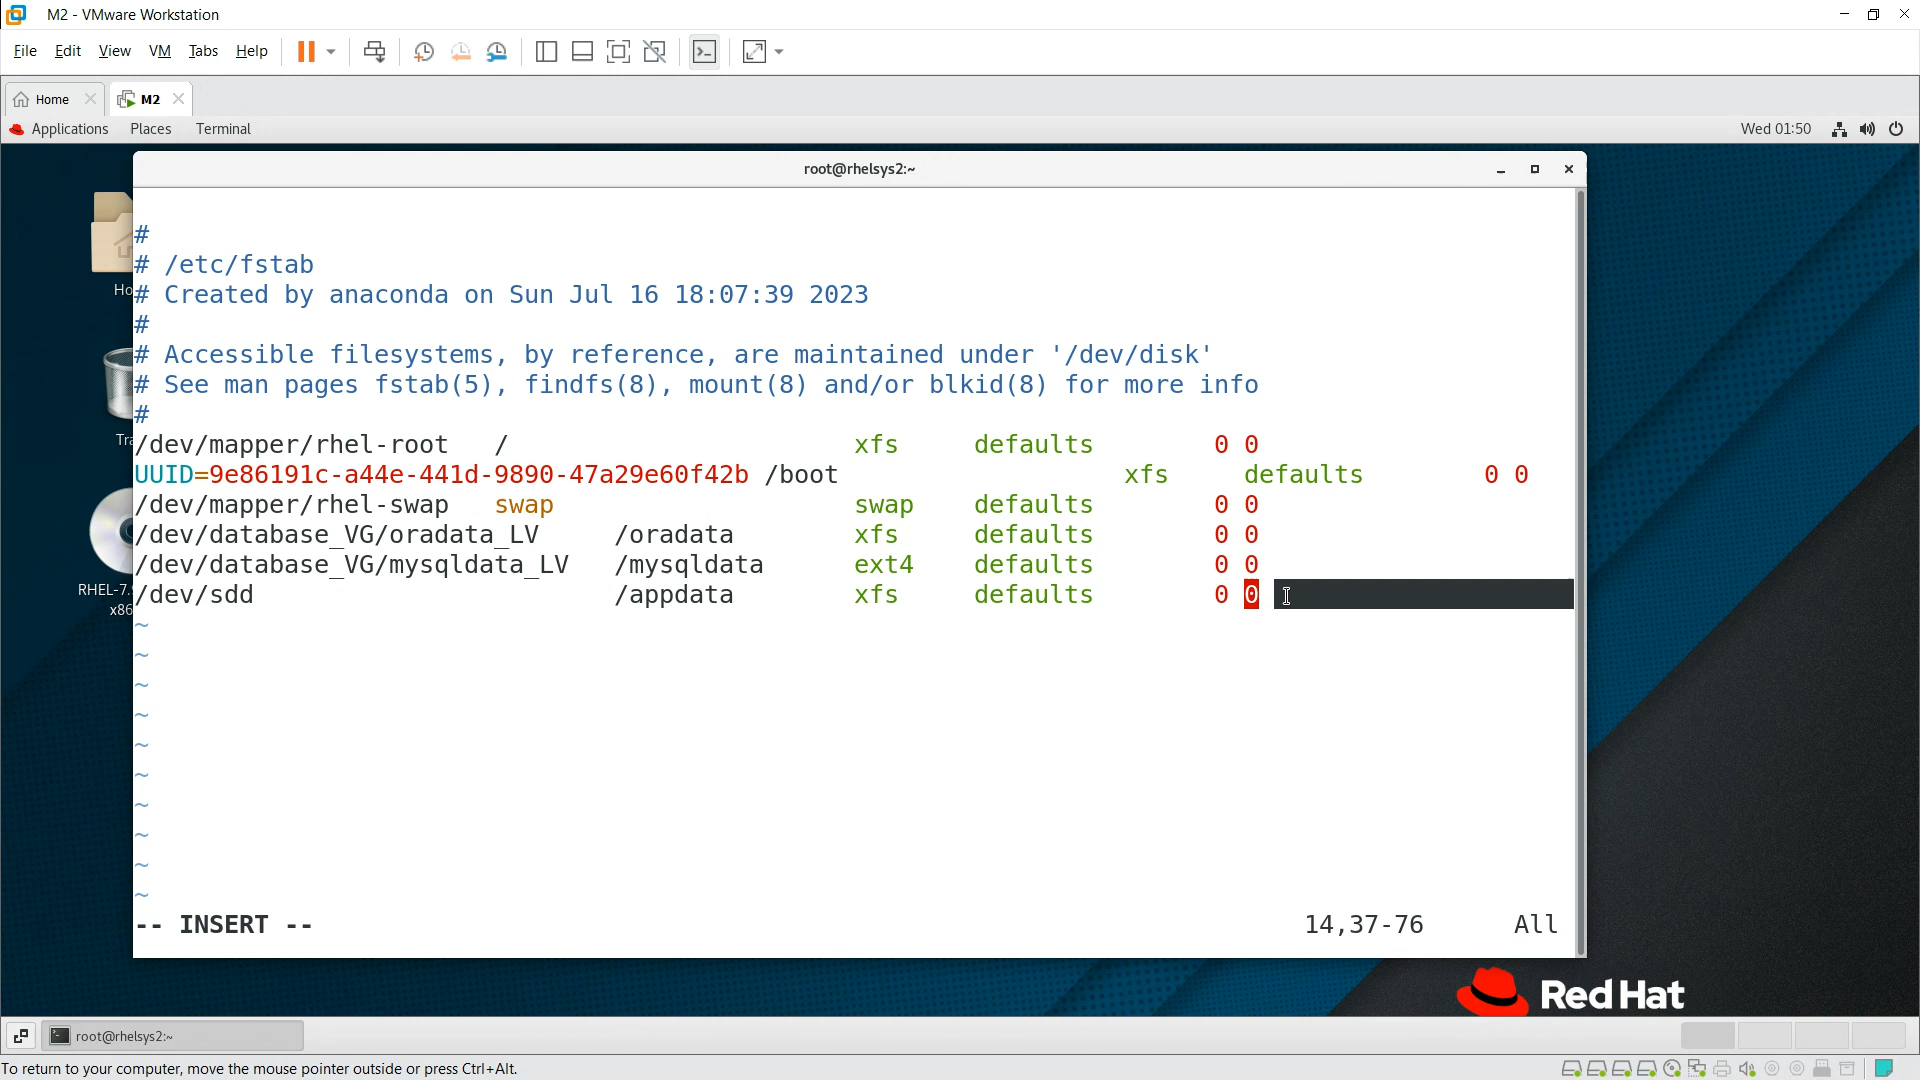 M2 - VMware Workstation
File Edit View VM Tabs Help
Home M2
Applications Places Terminal Wed 01:50
root@rhelsys2:~
#
# /etc/fstab
# Created by anaconda on Sun Jul 16 18:07:39 2023
#
# Accessible filesystems, by reference, are maintained under '/dev/disk'
# See man pages fstab(5), findfs(8), mount(8) and/or blkid(8) for more info
#
/dev/mapper/rhel-root / xfs defaults 0 0
UUID=9e86191c-a44e-441d-9890-47a29e60f42b /boot xfs defaults 0 0
/dev/mapper/rhel-swap swap swap defaults 0 0
/dev/database_VG/oradata_LV /oradata xfs defaults 0 0
/dev/database_VG/mysqldata_LV /mysqldata ext4 defaults 0 0
/dev/sdd /appdata xfs defaults 0 0
~
~
~
~
~
~
~
~
~
~
-- INSERT -- 14,37-76 All
Ho
Tra
RHEL-7.
x86
Red Hat
root@rhelsys2:~
To return to your computer, move the mouse pointer outside or press Ctrl+Alt.